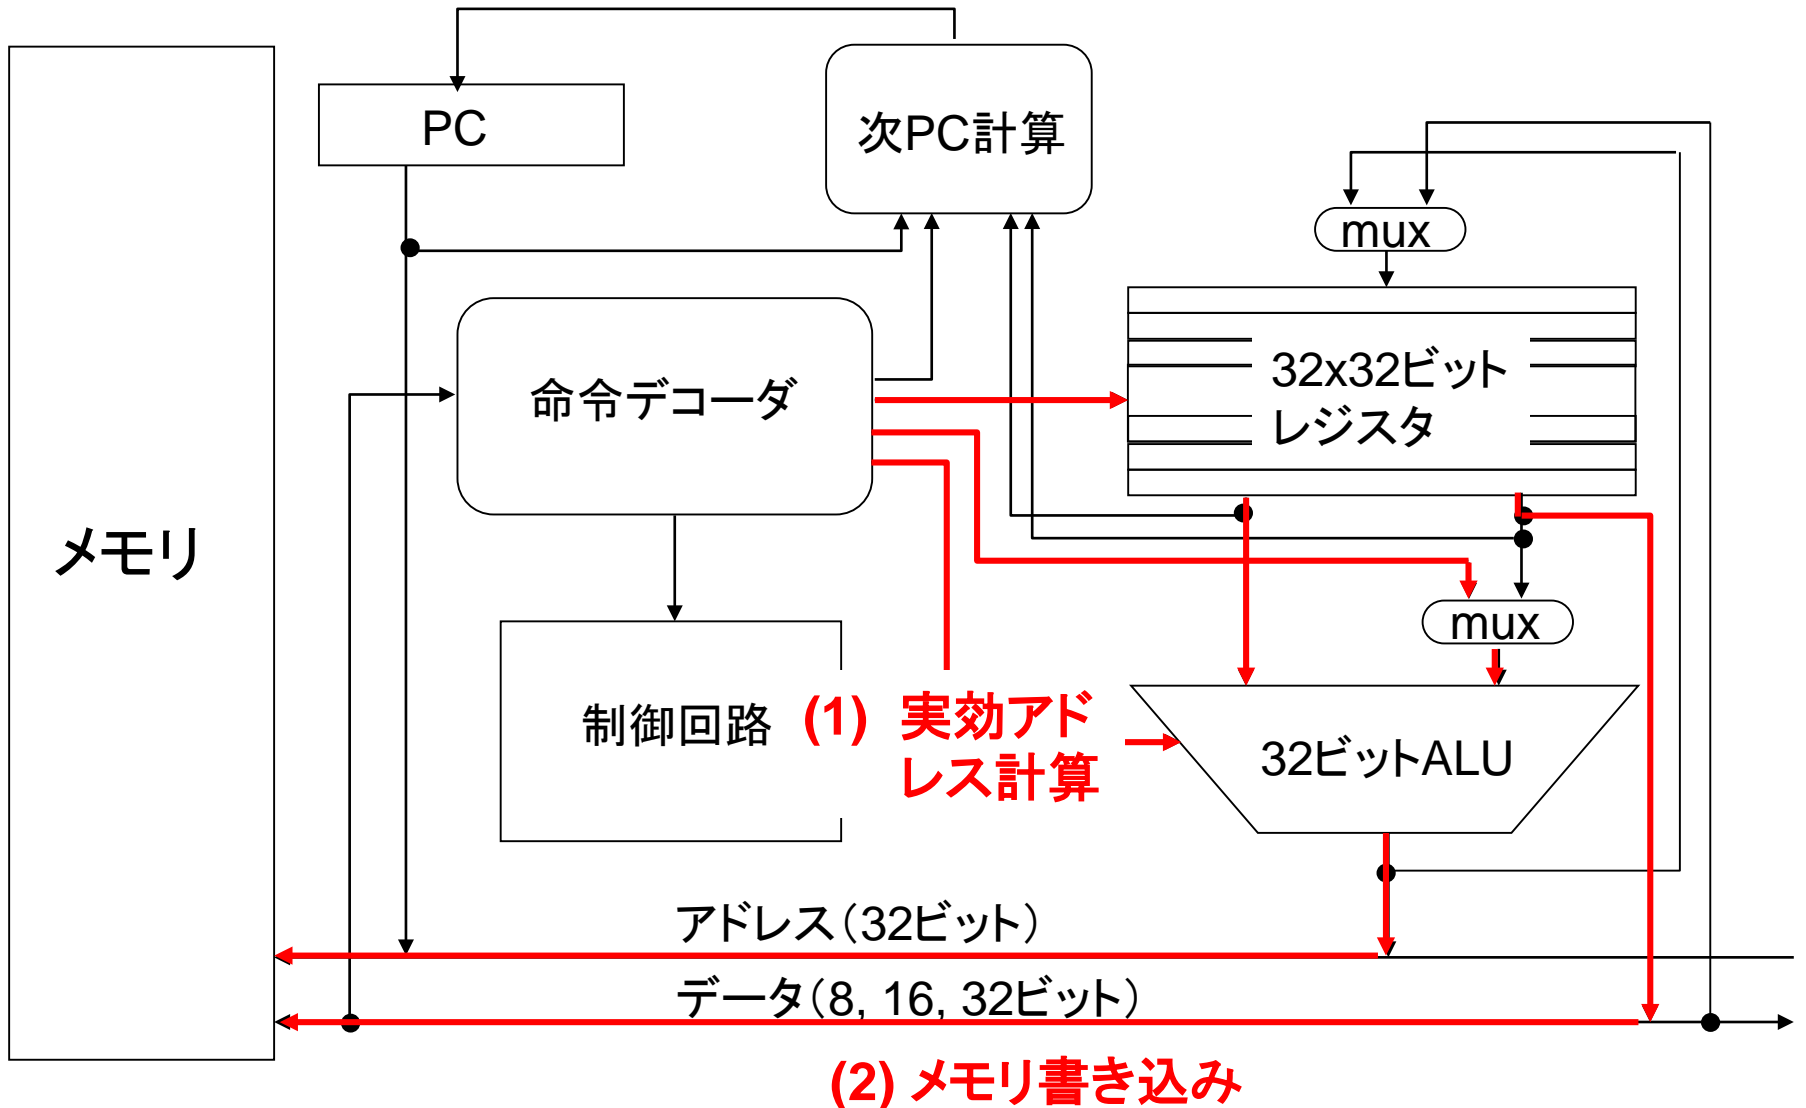 PC
次PC計算
mux
32x32ビット
レジスタ
命令デコーダ
メモリ
mux
制御回路
(1) 実効アド
レス計算
32ビットALU
アドレス（32ビット）
データ（8, 16, 32ビット）
(2) メモリ書き込み